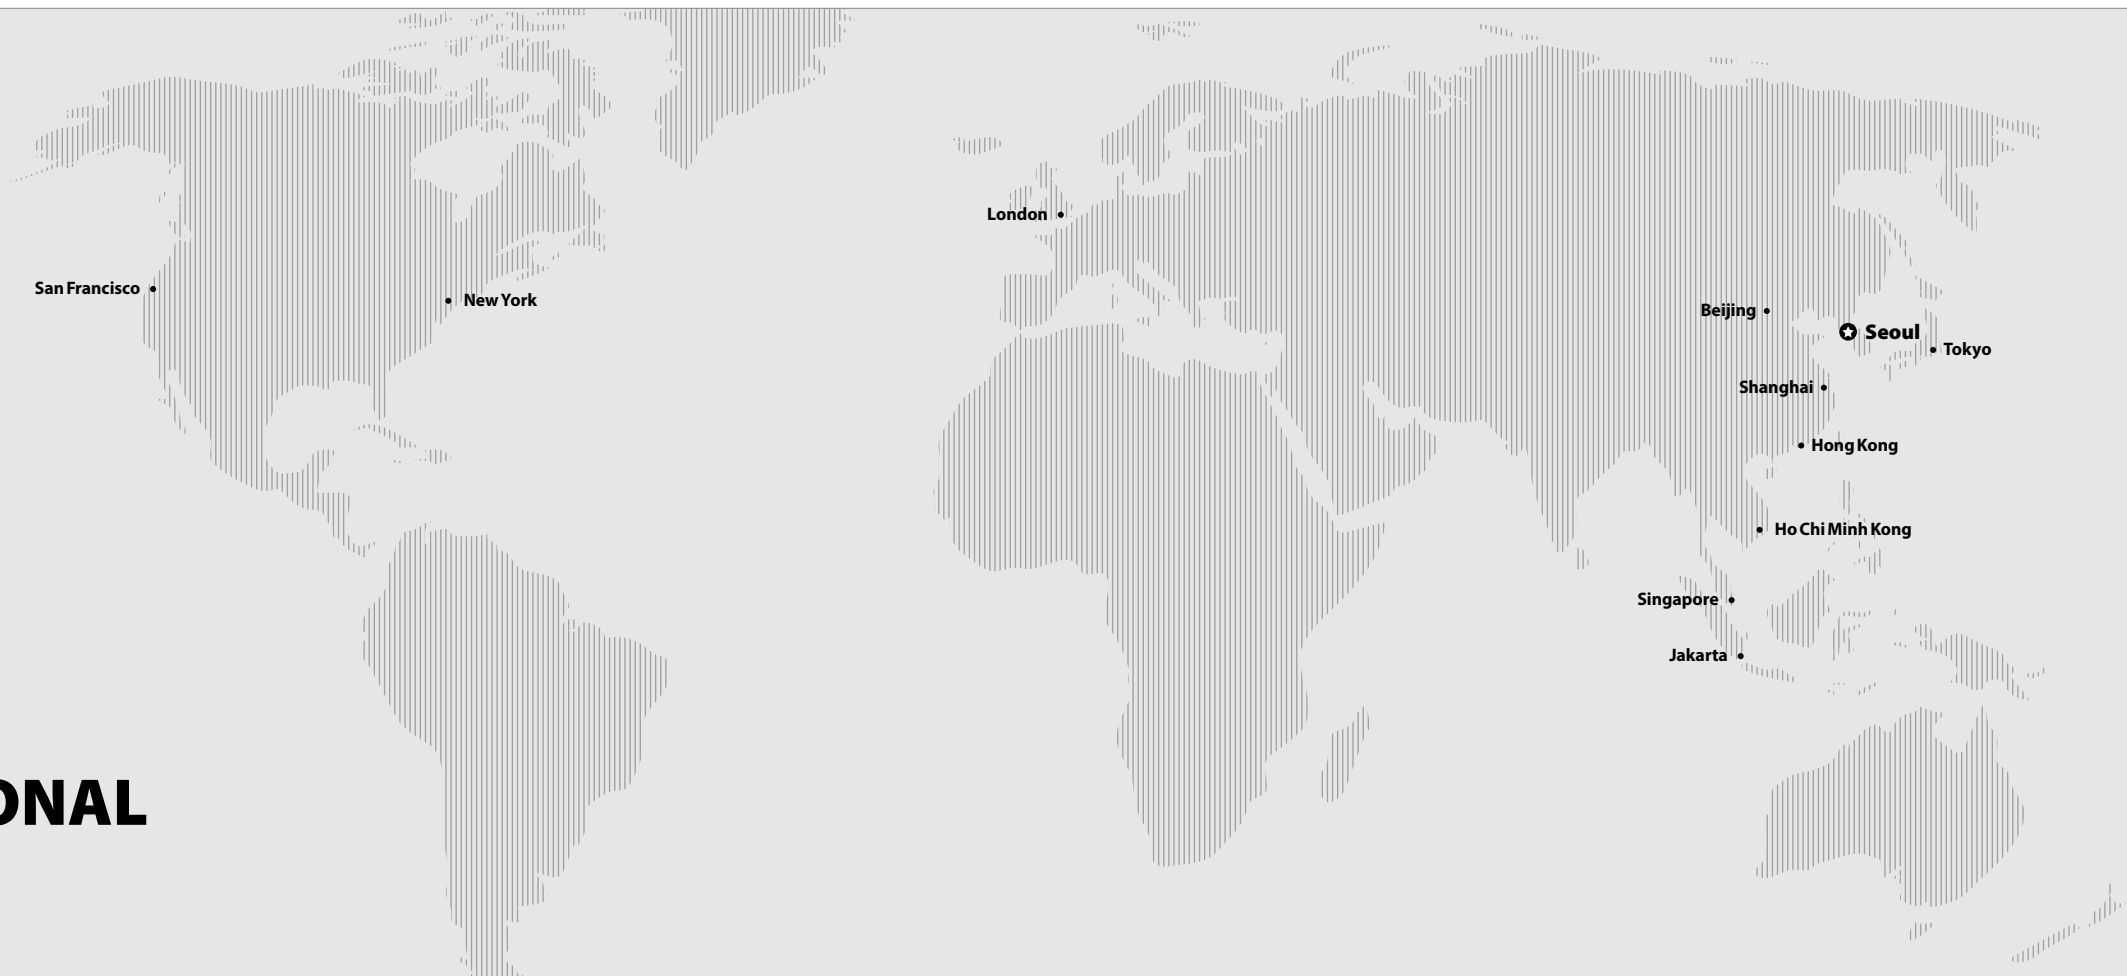 London
San Francisco
New York
Beijing
Seoul
Tokyo
Shanghai
Hong Kong
Ho Chi Minh Kong
Singapore
Jakarta
ONAL